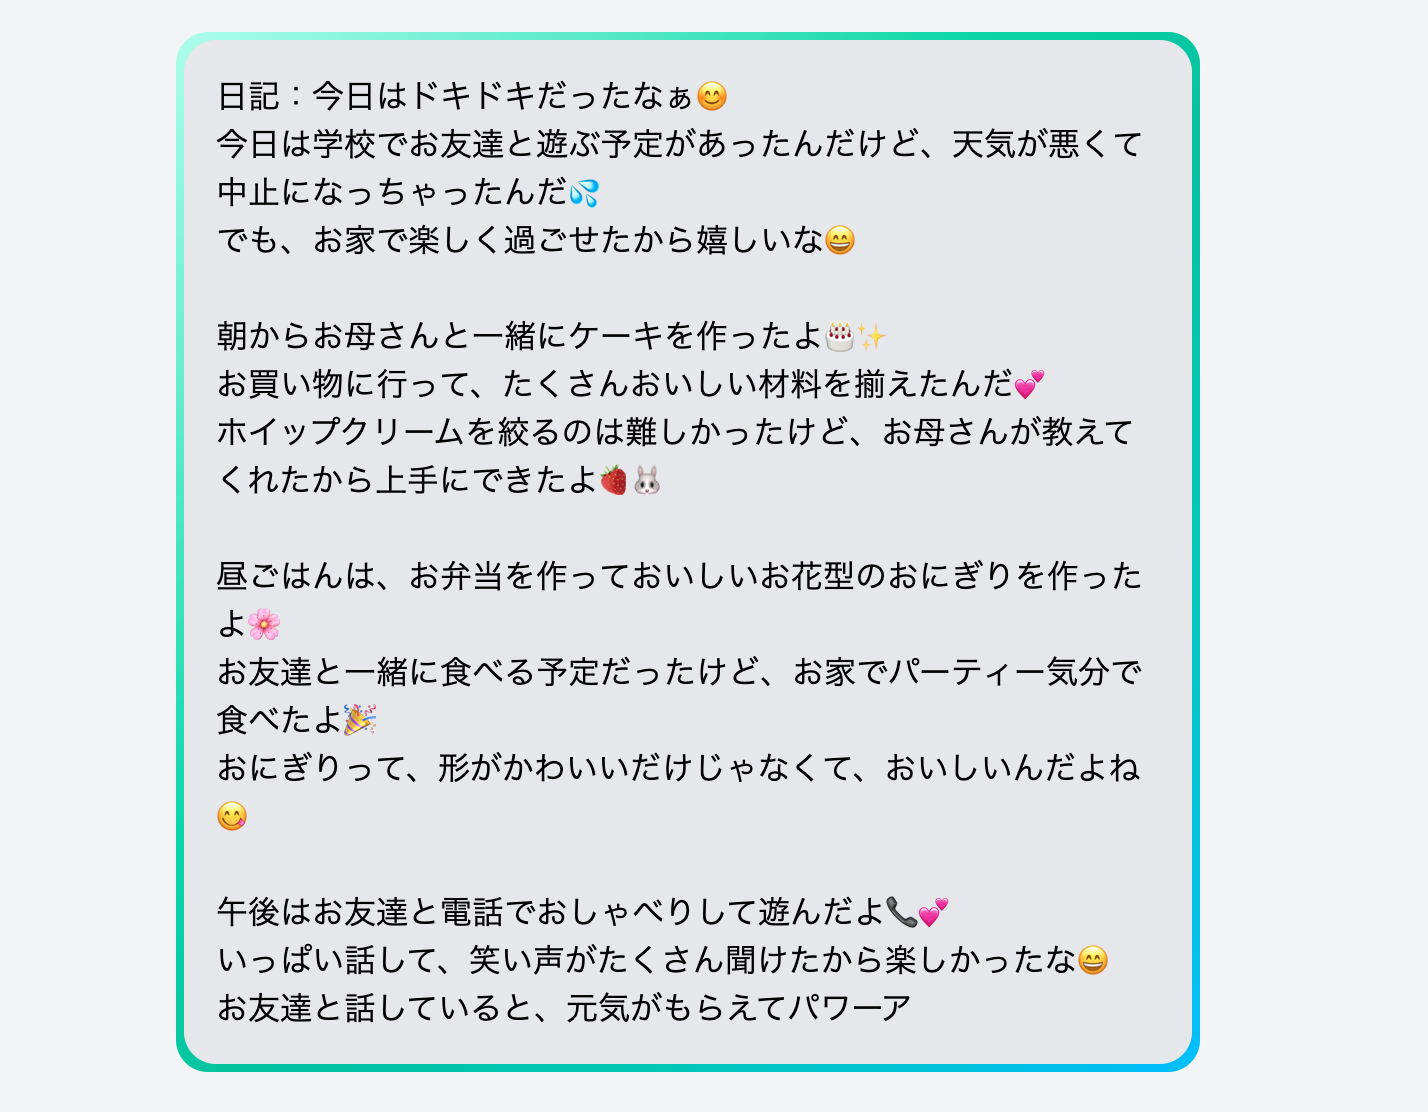 日記：今日はドキドキだったなぁ😊
今日は学校でお友達と遊ぶ予定があったんだけど、天気が悪くて
中止になっちゃったんだ💦
でも、お家で楽しく過ごせたから嬉しいな😄
朝からお母さんと一緒にケーキを作ったよ🎂✨
お買い物に行って、たくさんおいしい材料を揃えたんだ💕
ホイップクリームを絞るのは難しかったけど、お母さんが教えて
くれたから上手にできたよ🍓🐰
昼ごはんは、お弁当を作っておいしいお花型のおにぎりを作った
よ🌸
お友達と一緒に食べる予定だったけど、お家でパーティー気分で
食べたよ🎉
おにぎりって、形がかわいいだけじゃなくて、おいしいんだよね
😋
午後はお友達と電話でおしゃべりして遊んだよ📞💕
いっぱい話して、笑い声がたくさん聞けたから楽しかったな😄
お友達と話していると、元気がもらえてパワーア